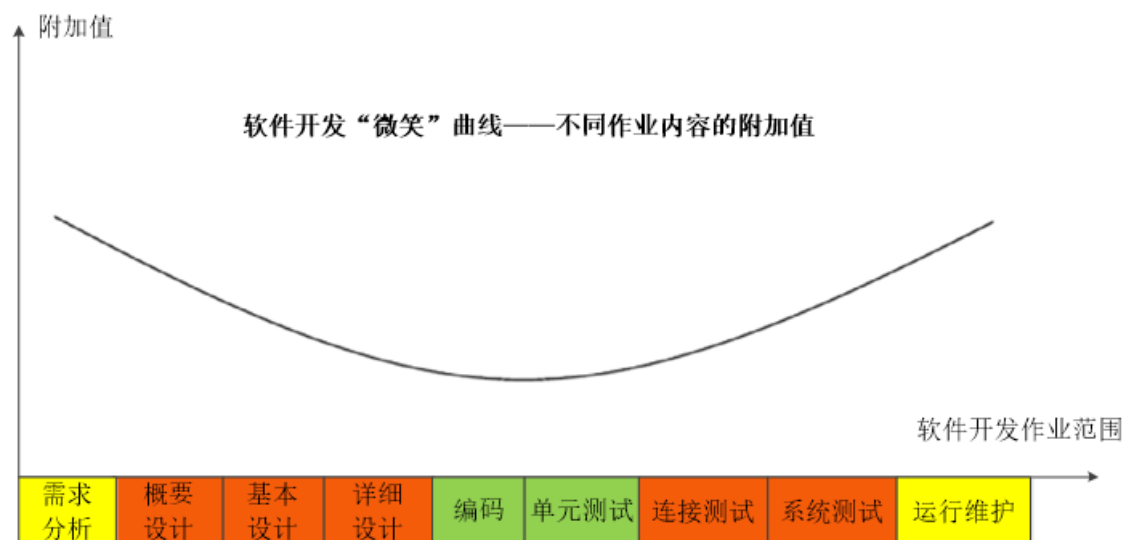 附加值
软件开发“微笑”曲线——不同作业内容的附加值
软件开发作业范围
需求
分析
概要
设计
基本
设计
详细
设计
编码
单元测试
连接测试
系统测试
运行维护